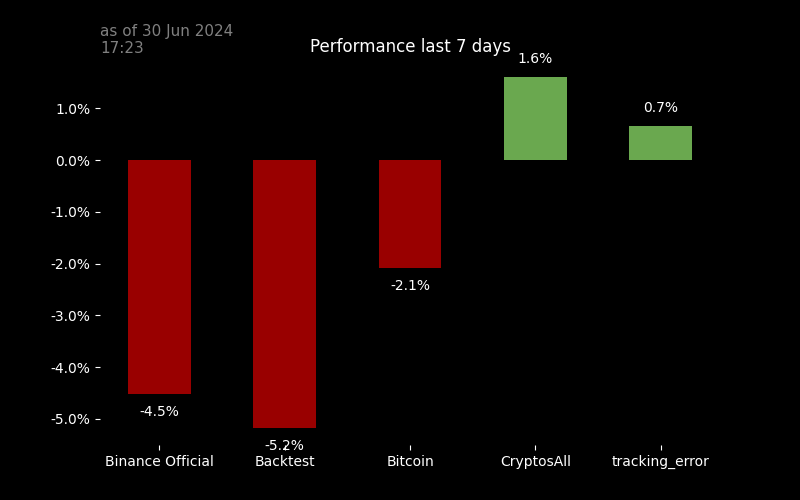 as of 30 Jun 2024
17:23
Performance last 7 days
1.6%
1.0%
0.7%
0.0%
-1.0%
-2.0%
-2.1%
-3.0%
-4.0%
-4.5%
-5.0%
-5.2%
Binance Official
Backtest
Bitcoin
CryptosAll
tracking_error